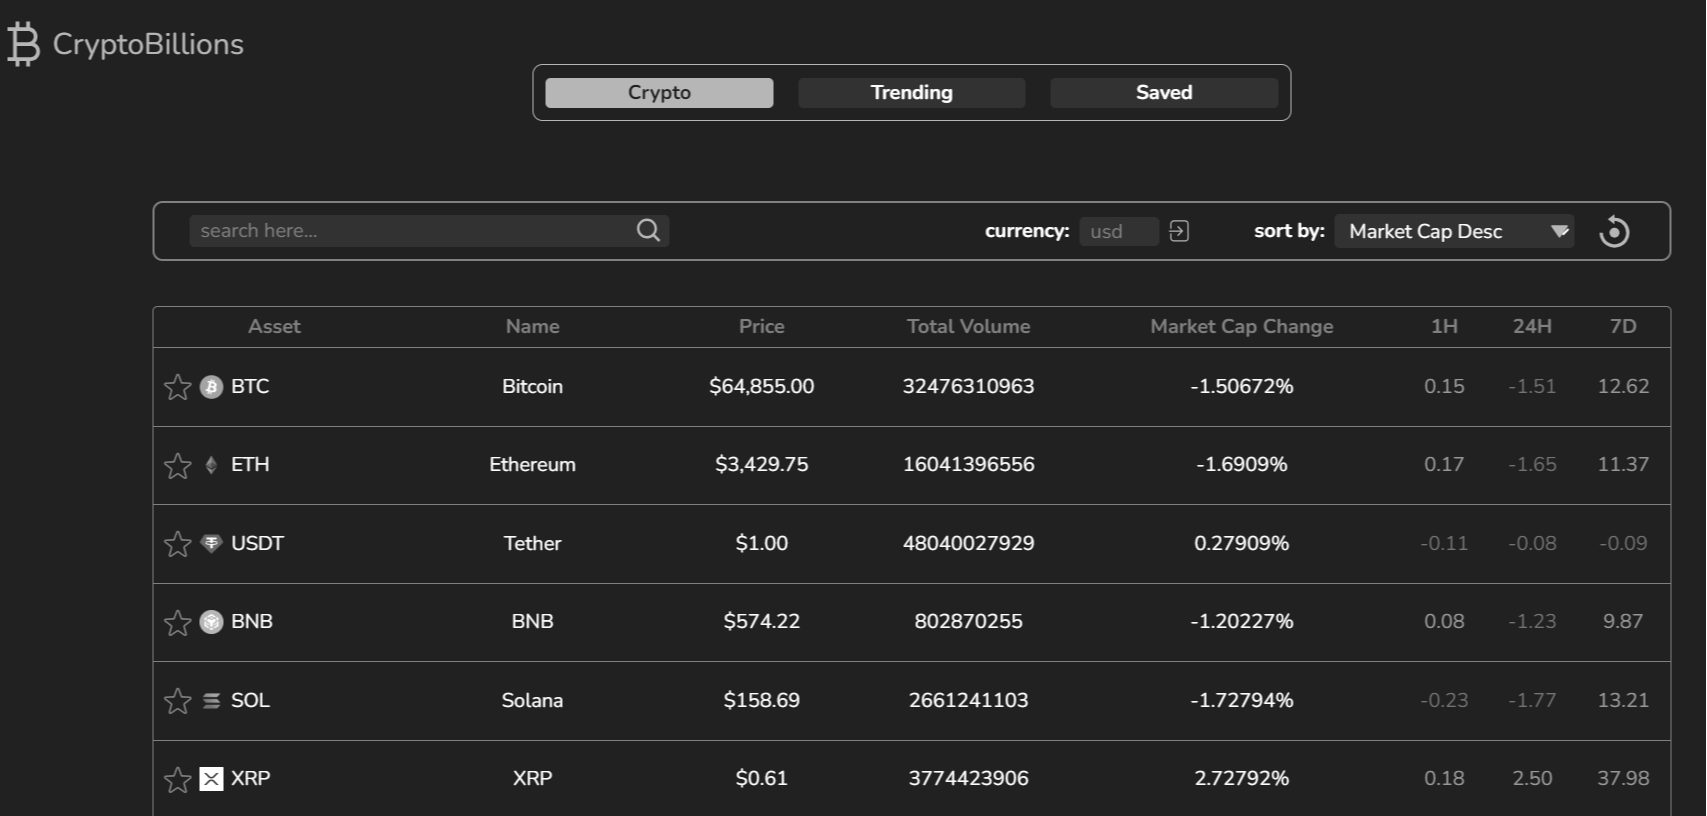 CryptoBillions
Crypto Trending Saved
search here... currency: usd sort by: Market Cap Desc
Asset Name Price Total Volume Market Cap Change 1H 24H 7D
BTC Bitcoin $64,855.00 32476310963 -1.50672% 0.15 -1.51 12.62
ETH Ethereum $3,429.75 16041396556 -1.6909% 0.17 -1.65 11.37
USDT Tether $1.00 48040027929 0.27909% -0.11 -0.08 -0.09
BNB BNB $574.22 802870255 -1.20227% 0.08 -1.23 9.87
SOL Solana $158.69 2661241103 -1.72794% -0.23 -1.77 13.21
XRP XRP $0.61 3774423906 2.72792% 0.18 2.50 37.98